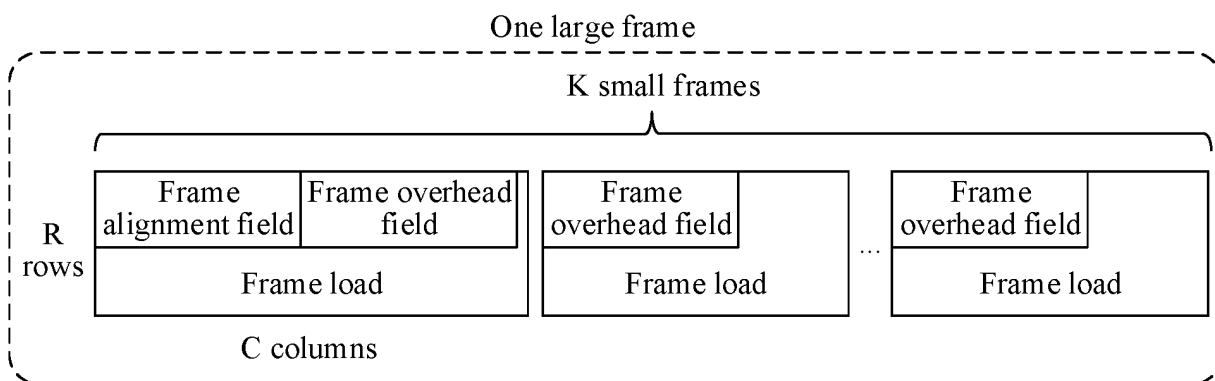 One large frame
K small frames
Frame
alignment field
Frame overhead
field
Frame
overhead field
Frame
overhead field
R
rows
...
Frame load
Frame load
Frame load
C columns